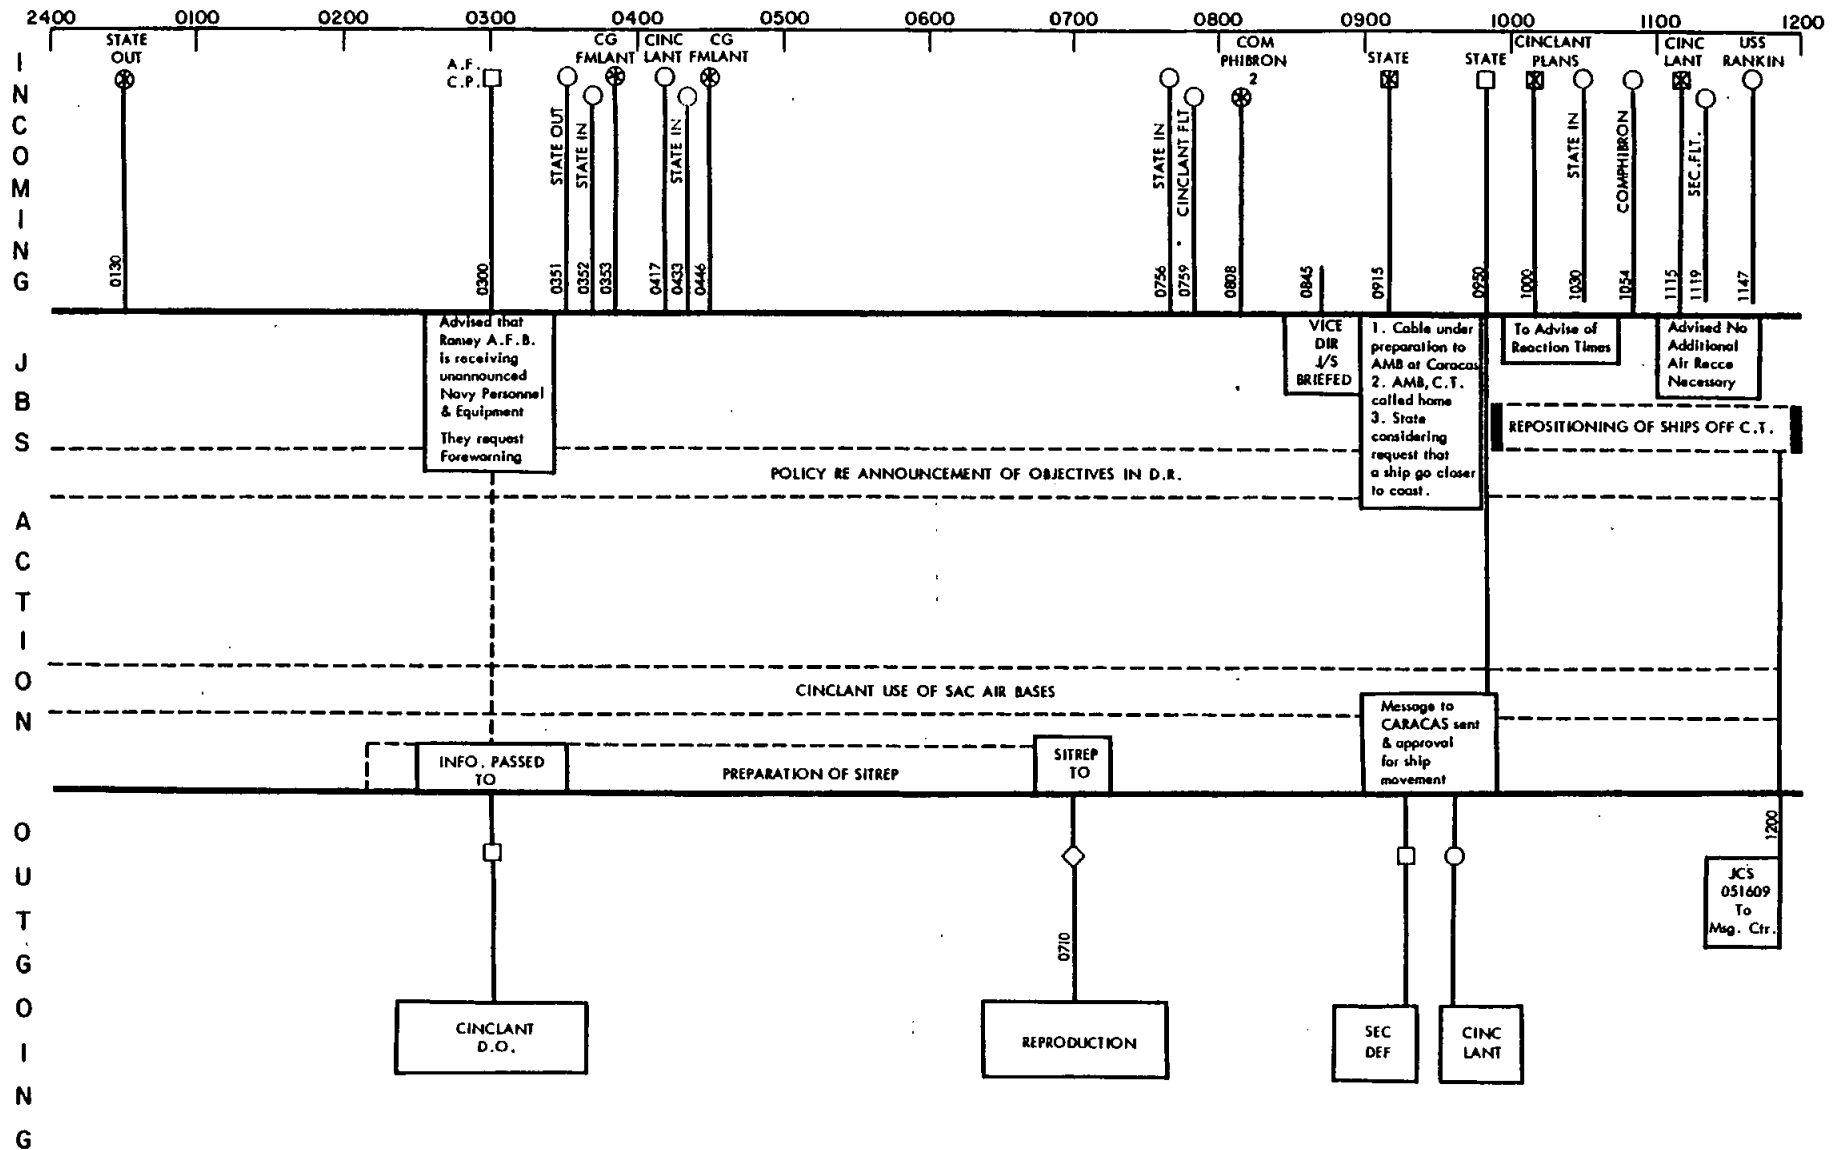 2400 0100 0200 0300 0400 0500 0600 0700 0800 0900 1000 1100 1200
INCOMING
STATE
OUT
0130
A.F.
C.P.
0300
STATE OUT
0351
STATE IN
0352
CG
FMLANT
0353
CINC
LANT
0417
STATE IN
0433
CG
FMLANT
0446
STATE IN
0756
CINCLANT FLT
0759
COM
PHIBRON
2
0808
0845
STATE
0915
STATE
0950
CINCLANT
PLANS
1000
STATE IN
1030
COMPHIBRON
1054
CINC
LANT
1115
SEC.FLT.
1119
USS
RANKIN
1147
JBS ACTION
Advised that
Ramey A.F.B.
is receiving
unannounced
Navy Personnel
& Equipment
They request
Forewarning
VICE
DIR
J/S
BRIEFED
1. Cable under
preparation to
AMB at Caracas
2. AMB, C.T.
called home
3. State
considering
request that
a ship go closer
to coast.
To Advise of
Reaction Times
Advised No
Additional
Air Recce
Necessary
REPOSITIONING OF SHIPS OFF C.T.
POLICY RE ANNOUNCEMENT OF OBJECTIVES IN D.R.
CINCLANT USE OF SAC AIR BASES
INFO. PASSED
TO
PREPARATION OF SITREP
SITREP
TO
Message to
CARACAS sent
& approval
for ship
movement
OUTGOING
0710
1200
JCS
051609
To
Msg. Ctr.
CINCLANT
D.O.
REPRODUCTION
SEC
DEF
CINC
LANT